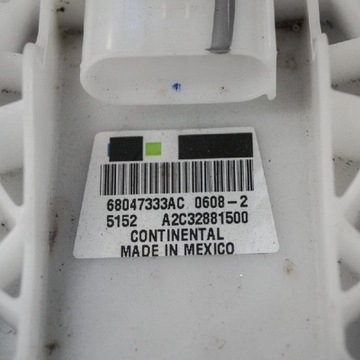 68047333AC 0608-2
5152 A2C32881500
CONTINENTAL
MADE IN MEXICO